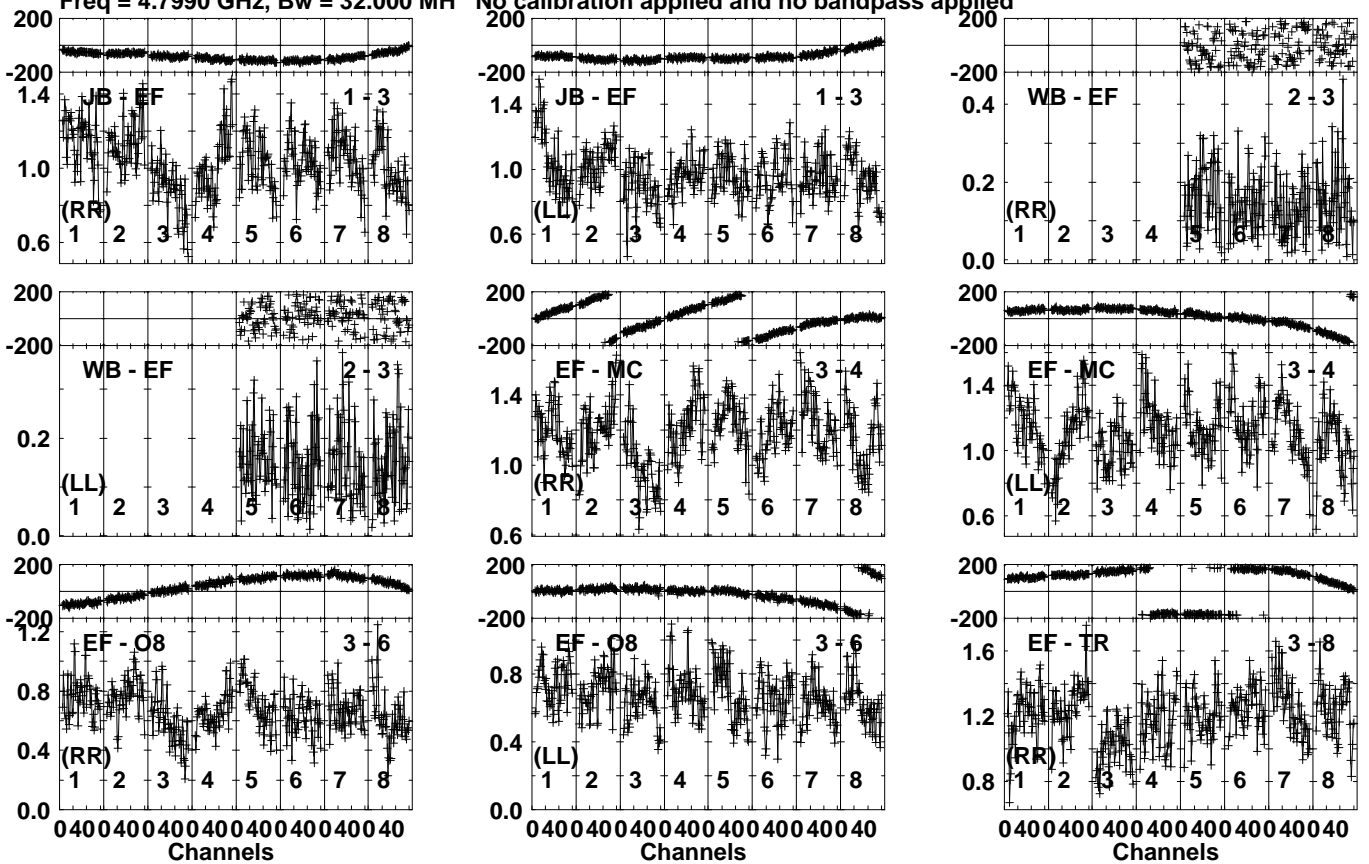 Freq = 4.7990 GHz, Bw = 32.000 MH No calibration applied and no bandpass applied
200
-200
1.4
1.0
0.6
JB - EF 1 - 3
(RR)
1 2 3 4 5 6 7 8
200
-200
1.4
1.0
0.6
JB - EF 1 - 3
(LL)
1 2 3 4 5 6 7 8
200
-200
0.4
0.2
0.0
WB - EF 2 - 3
(RR)
1 2 3 4 5 6 7 8
200
-200
0.2
0.0
WB - EF 2 - 3
(LL)
1 2 3 4 5 6 7 8
200
-200
1.4
1.0
0.6
EF - MC 3 - 4
(RR)
1 2 3 4 5 6 7 8
200
-200
1.4
1.0
0.6
EF - MC 3 - 4
(LL)
1 2 3 4 5 6 7 8
200
-200
1.2
0.8
0.4
0.0
EF - O8 3 - 6
(RR)
1 2 3 4 5 6 7 8
0 40 0 40 0 40 0 40 0 40 0 40 0 40 0 40
Channels
200
-200
0.8
0.4
0.0
EF - O8 3 - 6
(LL)
1 2 3 4 5 6 7 8
0 40 0 40 0 40 0 40 0 40 0 40 0 40 0 40
Channels
200
-200
1.6
1.2
0.8
EF - TR 3 - 8
(RR)
1 2 3 4 5 6 7 8
0 40 0 40 0 40 0 40 0 40 0 40 0 40 0 40
Channels